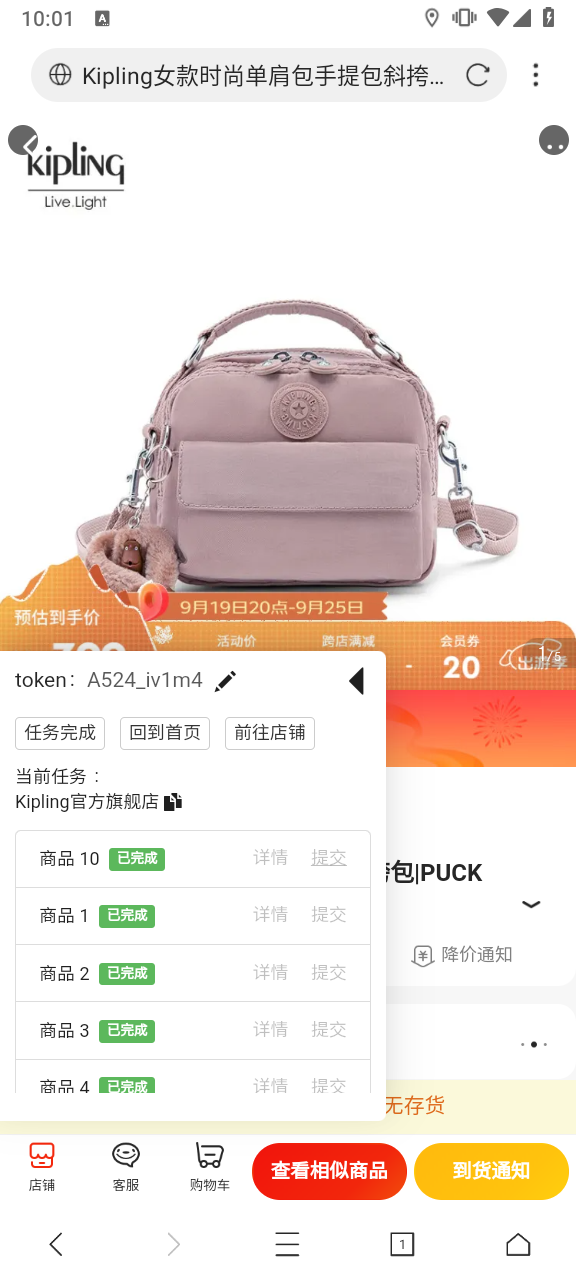 10:01
A
Kipling女款时尚单肩包手提包斜挎...
kipling
Live.Light
KIPLING
KIPLING
9月19日20点-9月25日
预估到手价
活动价
跨店满减
会员券
- 20
出游季
1/5
token： A524_iv1m4
任务完成 回到首页 前往店铺
当前任务 ：
Kipling官方旗舰店
商品 10 已完成 详情 提交
包|PUCK
商品 1 已完成 详情 提交
降价通知
商品 2 已完成 详情 提交
商品 3 已完成 详情 提交
商品 4 已完成 详情 提交
无存货
店铺 客服 购物车 查看相似商品 到货通知
1